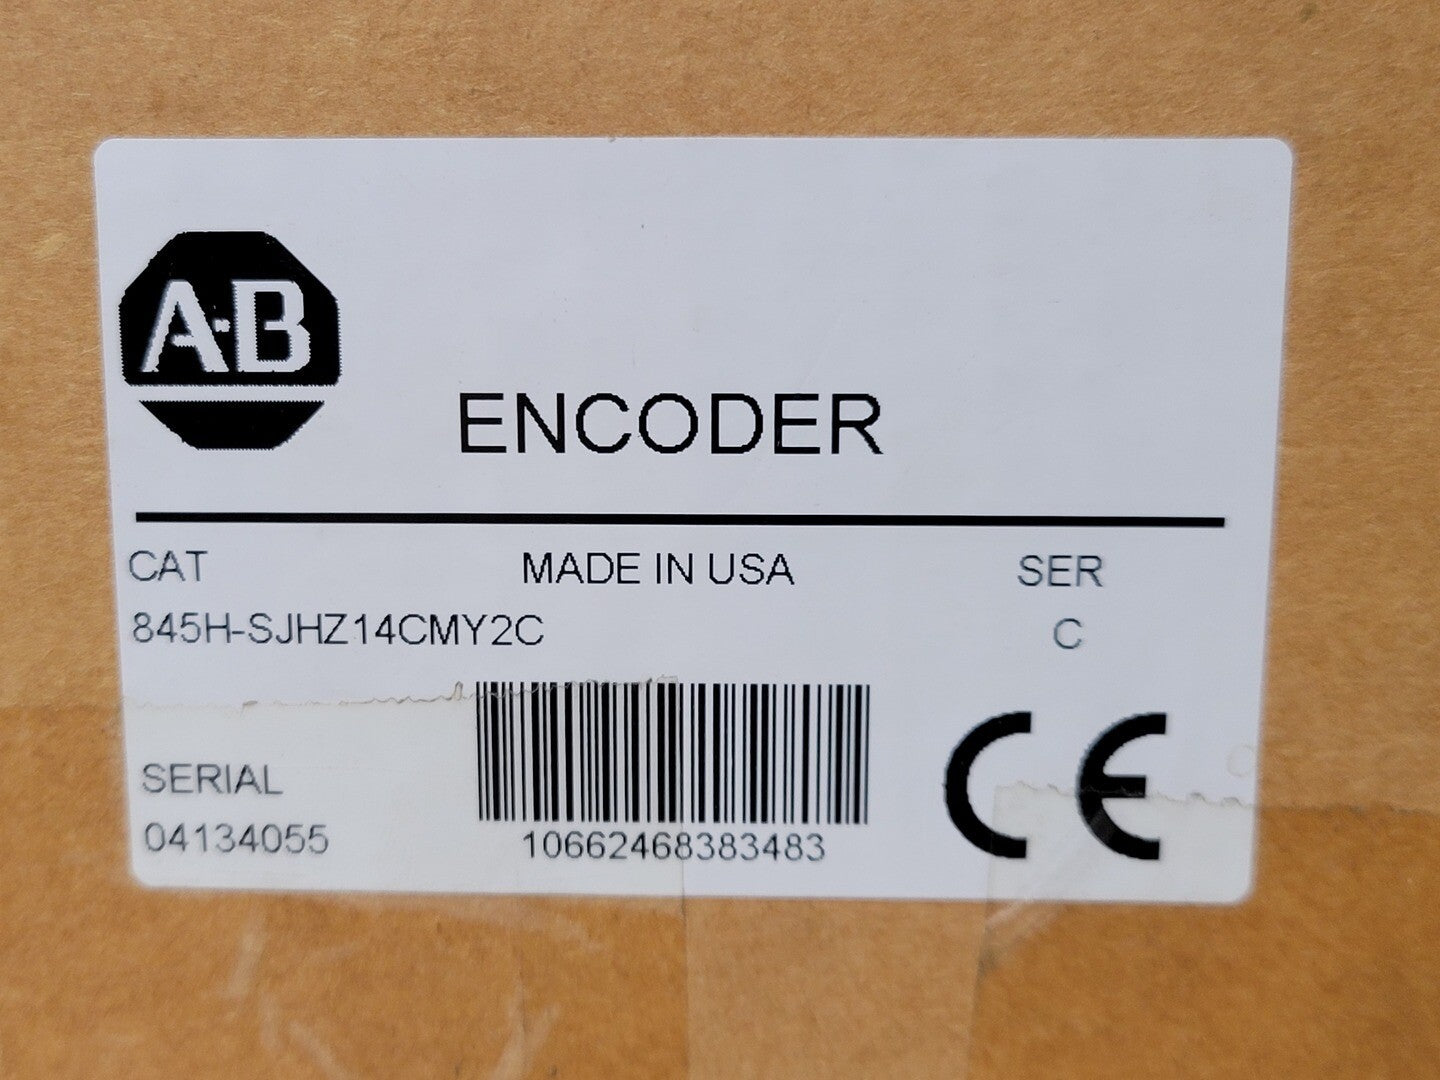 A-B
ENCODER
CAT MADE IN USA SER
845H-SJHZ14CMY2C C
SERIAL
04134055
10662468383483
CE